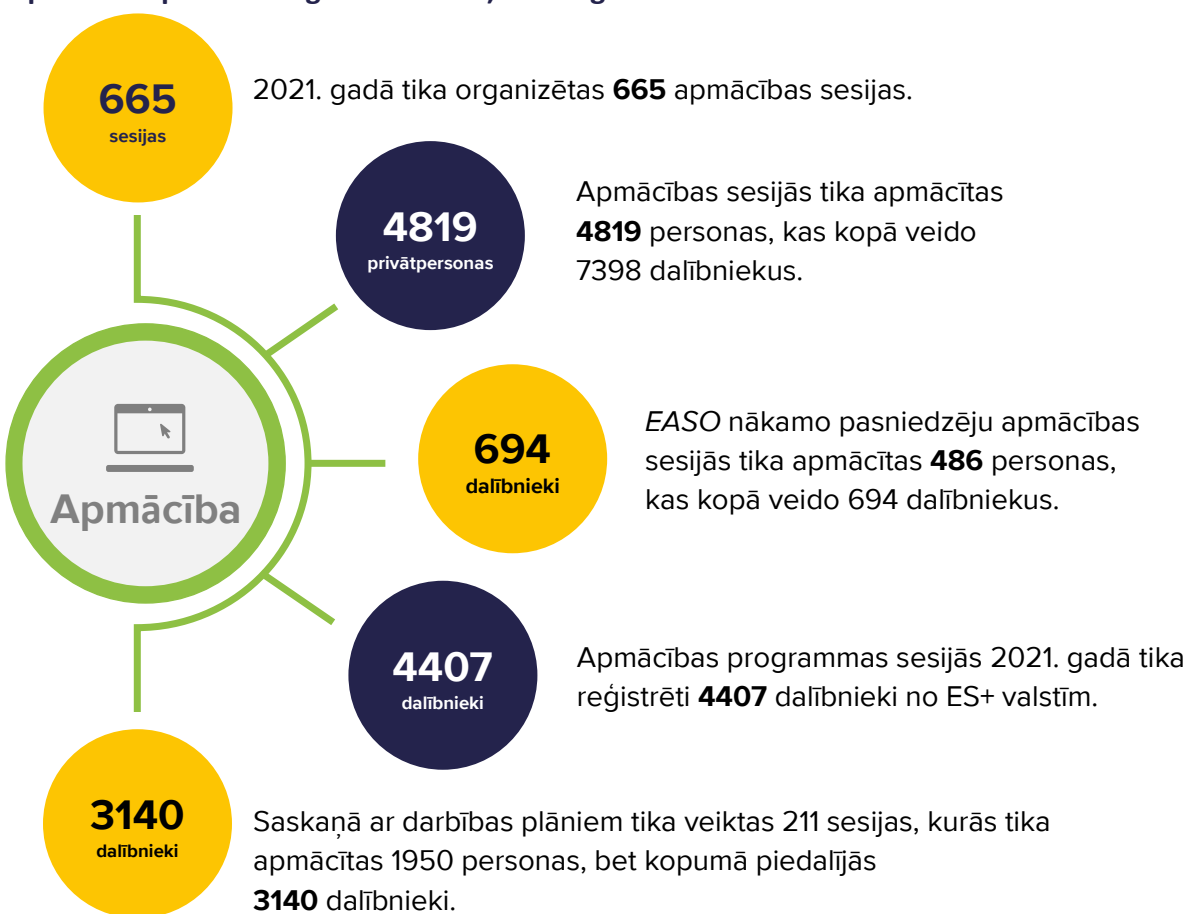 665
sesijas
2021. gadā tika organizētas 665 apmācības sesijas.
4819
privātpersonas
Apmācības sesijās tika apmācītas
4819 personas, kas kopā veido
7398 dalībniekus.
694
dalībnieki
EASO nākamo pasniedzēju apmācības
sesijās tika apmācītas 486 personas,
kas kopā veido 694 dalībniekus.
Apmācība
4407
dalībnieki
Apmācības programmas sesijās 2021. gadā tika
reģistrēti 4407 dalībnieki no ES+ valstīm.
3140
dalībnieki
Saskaņā ar darbības plāniem tika veiktas 211 sesijas, kurās tika
apmācītas 1950 personas, bet kopumā piedalījās
3140 dalībnieki.